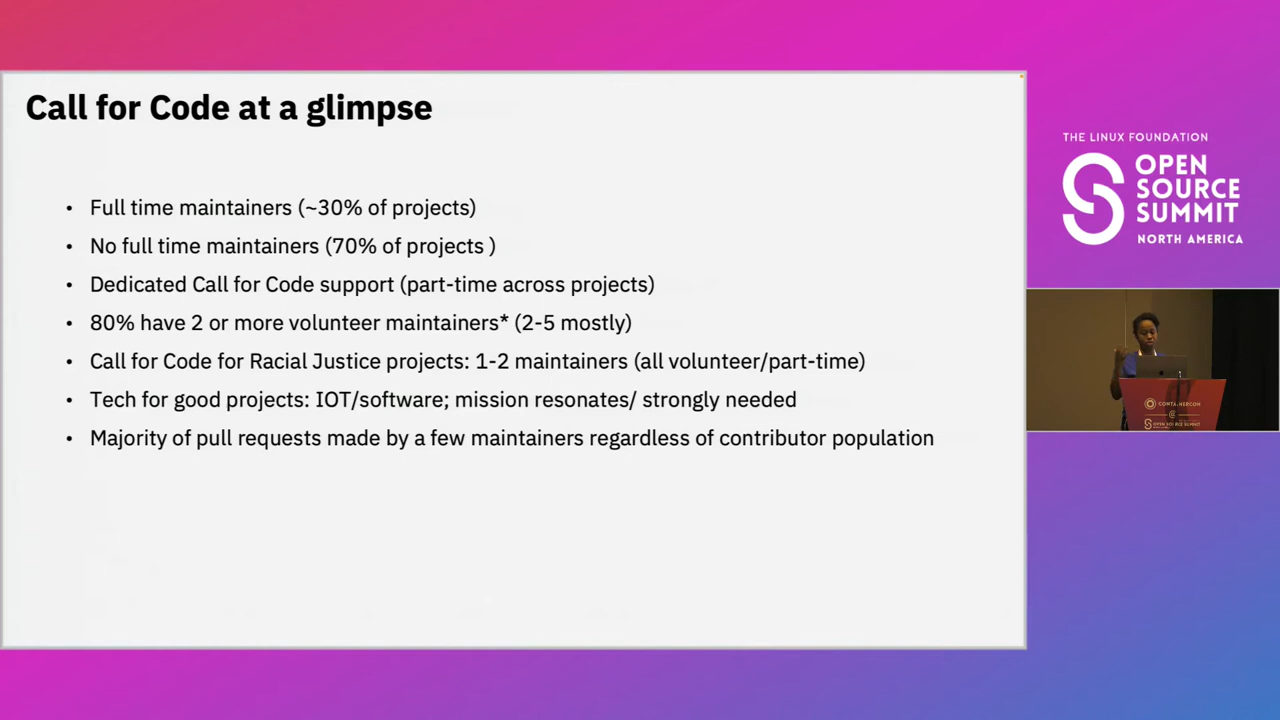 Call for Code at a glimpse
• Full time maintainers (~30% of projects)
• No full time maintainers (70% of projects )
• Dedicated Call for Code support (part-time across projects)
• 80% have 2 or more volunteer maintainers* (2-5 mostly)
• Call for Code for Racial Justice projects: 1-2 maintainers (all volunteer/part-time)
• Tech for good projects: IOT/software; mission resonates/ strongly needed
• Majority of pull requests made by a few maintainers regardless of contributor population
THE LINUX FOUNDATION
OPEN
SOURCE
SUMMIT
NORTH AMERICA
OPEN SOURCE SUMMIT